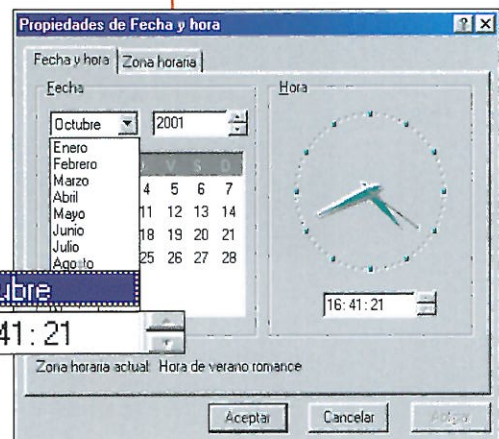 Propiedades de Fecha y hora
Fecha y hora
Zona horaria
Fecha
Hora
Octubre
2001
Enero
Febrero
Marzo
Abril
Mayo
Junio
Julio
Agosto
V S D
4 5 6 7
11 12 13 14
18 19 20 21
25 26 27 28
ubre
41:21
16:41:21
Zona horaria actual: Hora de verano romance
Aceptar
Cancelar